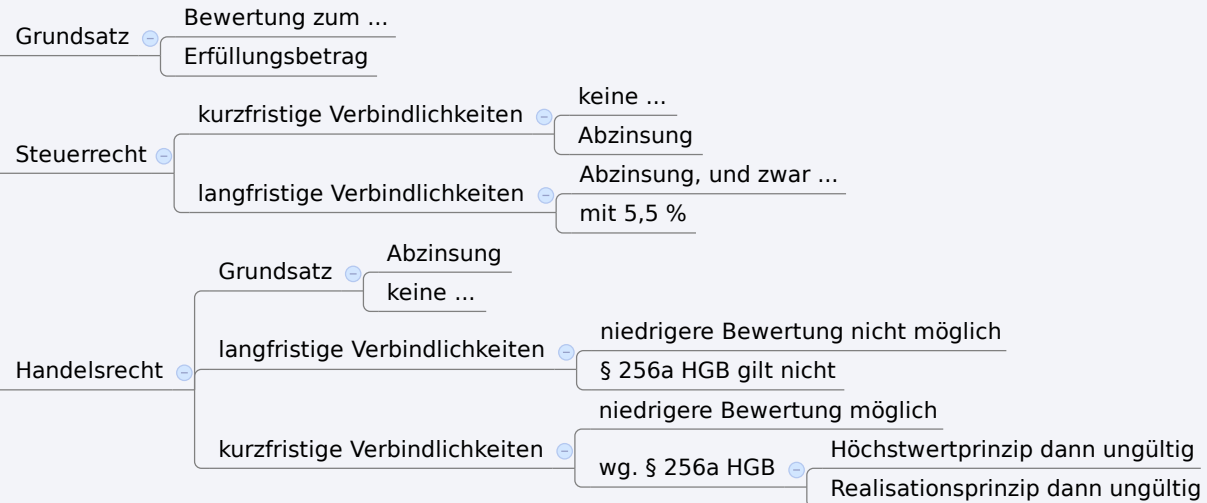 Grundsatz
Bewertung zum ...
Erfüllungsbetrag
Steuerrecht
kurzfristige Verbindlichkeiten
keine ...
Abzinsung
langfristige Verbindlichkeiten
Abzinsung, und zwar ...
mit 5,5 %
Handelsrecht
Grundsatz
Abzinsung
keine ...
langfristige Verbindlichkeiten
niedrigere Bewertung nicht möglich
§ 256a HGB gilt nicht
kurzfristige Verbindlichkeiten
niedrigere Bewertung möglich
wg. § 256a HGB
Höchstwertprinzip dann ungültig
Realisationsprinzip dann ungültig